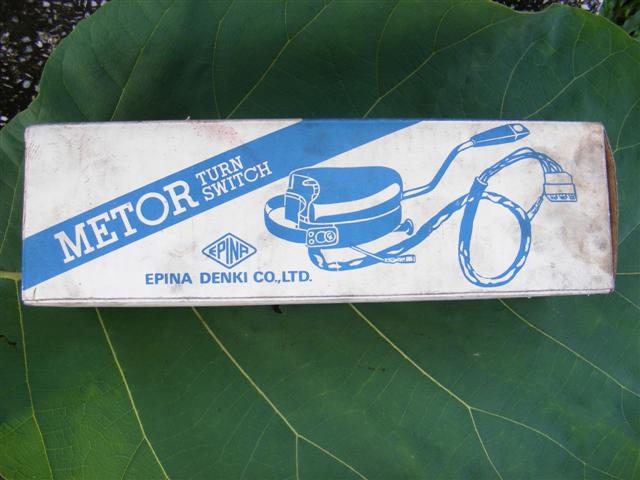 METOR TURN
SWITCH
EPINA
EPINA DENKI CO.,LTD.